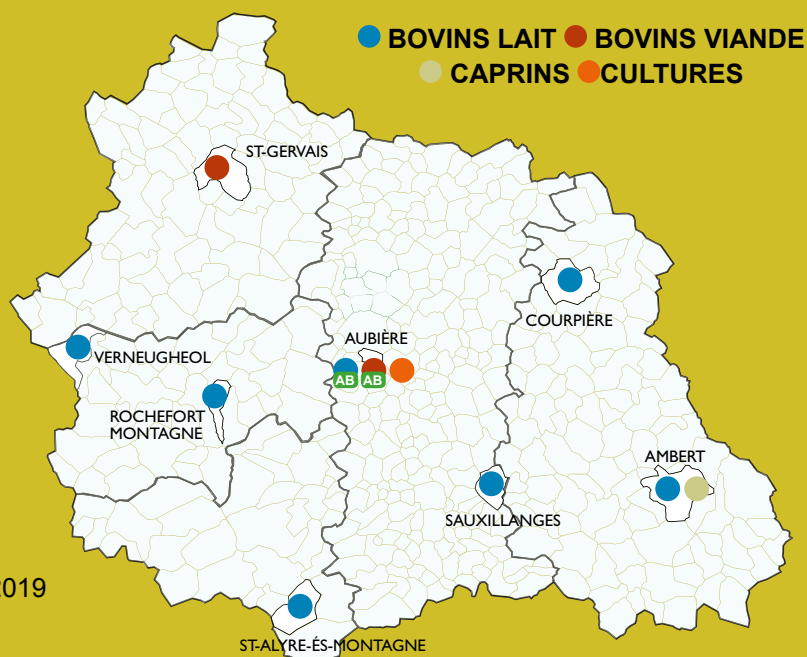 BOVINS LAIT BOVINS VIANDE
CAPRINS CULTURES
ST-GERVAIS
COURPIÈRE
AUBIÈRE
VERNEUGHEOL
AB AB
ROCHEFORT
MONTAGNE
AMBERT
SAUXILLANGES
2019
ST-ALYRE-ÉS-MONTAGNE